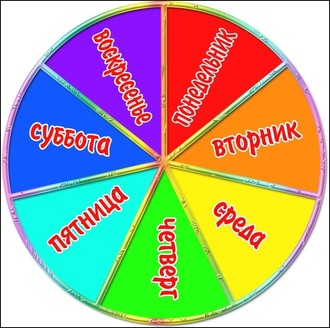 понедельник
вторник
среда
четверг
пятница
суббота
воскресенье